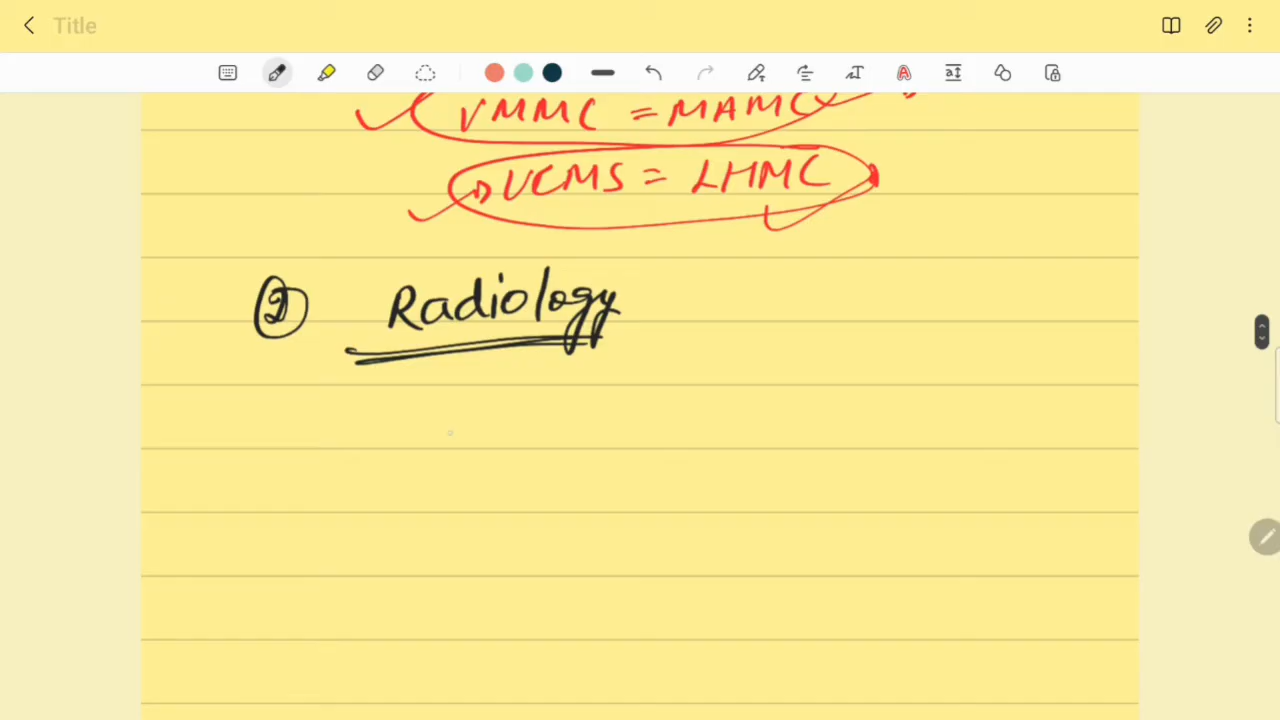 Title
VMMC = MAMC
→ UCMS = LHMC
② Radiology